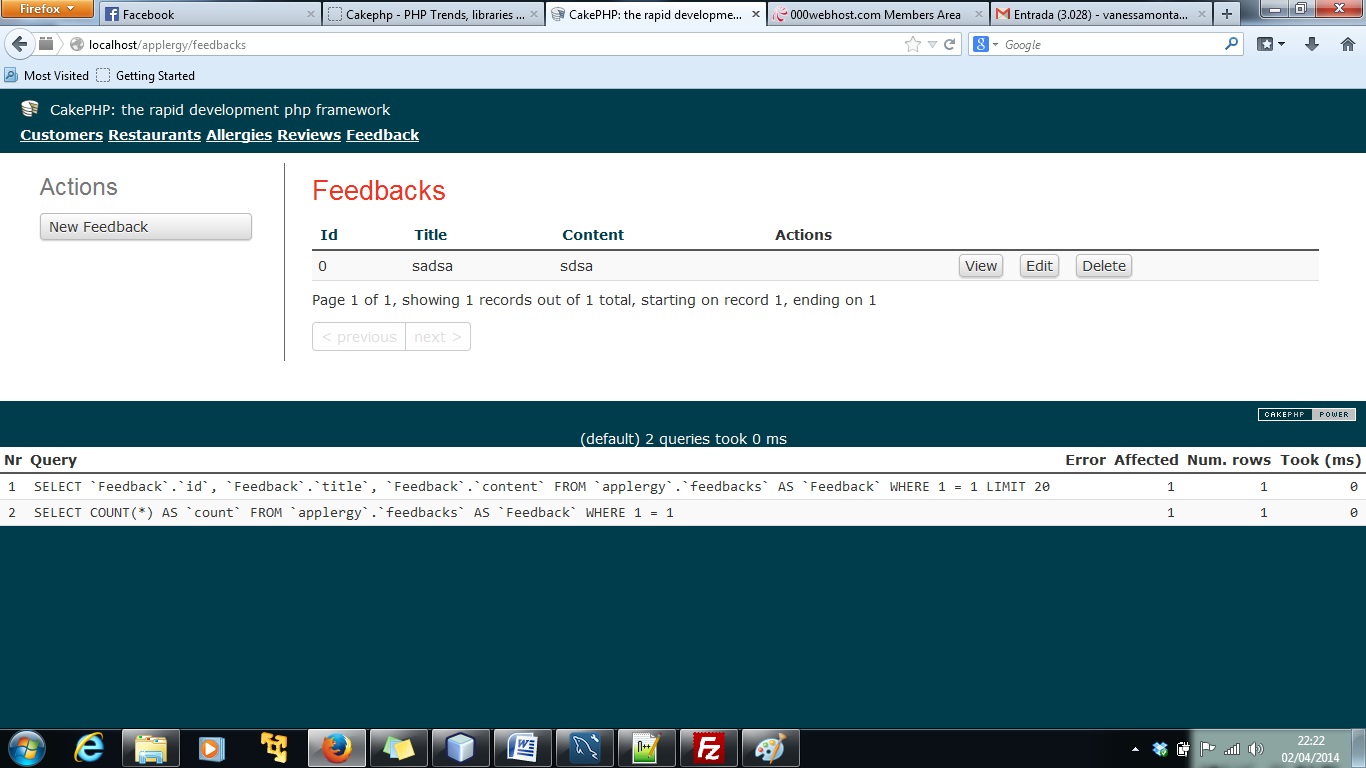 Firefox
Facebook
Cakephp - PHP Trends, libraries ...
CakePHP: the rapid developme...
000webhost.com Members Area
Entrada (3.028) - vanessamonta...
localhost/applergy/feedbacks
Google
Most Visited Getting Started
CakePHP: the rapid development php framework
Customers Restaurants Allergies Reviews Feedback
Actions
New Feedback
Feedbacks
Id Title Content Actions
0 sadsa sdsa View Edit Delete
Page 1 of 1, showing 1 records out of 1 total, starting on record 1, ending on 1
< previous next >
CAKEPHP POWER
(default) 2 queries took 0 ms
Nr Query Error Affected Num. rows Took (ms)
1 SELECT `Feedback`.`id`, `Feedback`.`title`, `Feedback`.`content` FROM `applergy`.`feedbacks` AS `Feedback` WHERE 1 = 1 LIMIT 20 1 1 0
2 SELECT COUNT(*) AS `count` FROM `applergy`.`feedbacks` AS `Feedback` WHERE 1 = 1 1 1 0
22:22
02/04/2014